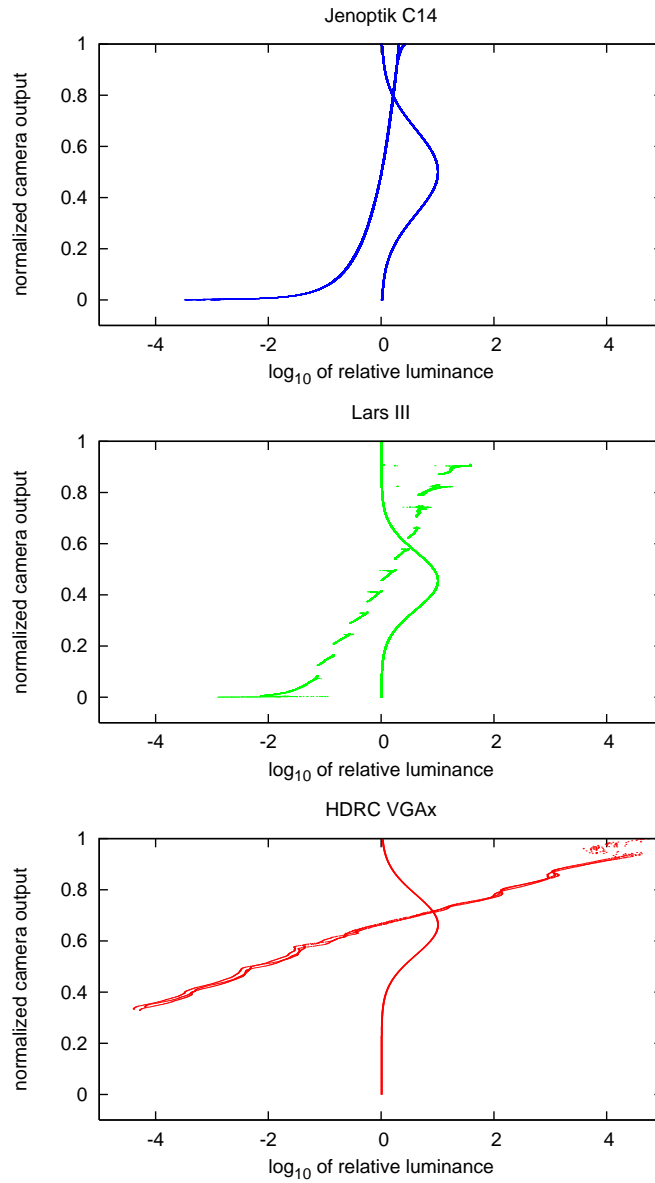 Jenoptik C14
normalized camera output
1
0.8
0.6
0.4
0.2
0
-4 -2 0 2 4
log10 of relative luminance
Lars III
normalized camera output
1
0.8
0.6
0.4
0.2
0
-4 -2 0 2 4
log10 of relative luminance
HDRC VGAx
normalized camera output
1
0.8
0.6
0.4
0.2
0
-4 -2 0 2 4
log10 of relative luminance